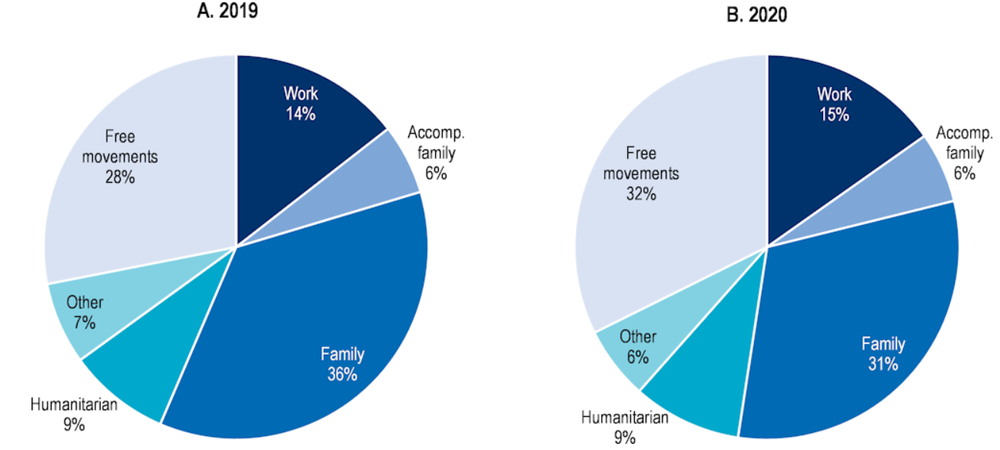 A. 2019
Work
14%
Accomp.
family
6%
Family
36%
Humanitarian
9%
Other
7%
Free
movements
28%
B. 2020
Work
15%
Accomp.
family
6%
Family
31%
Humanitarian
9%
Other
6%
Free
movements
32%